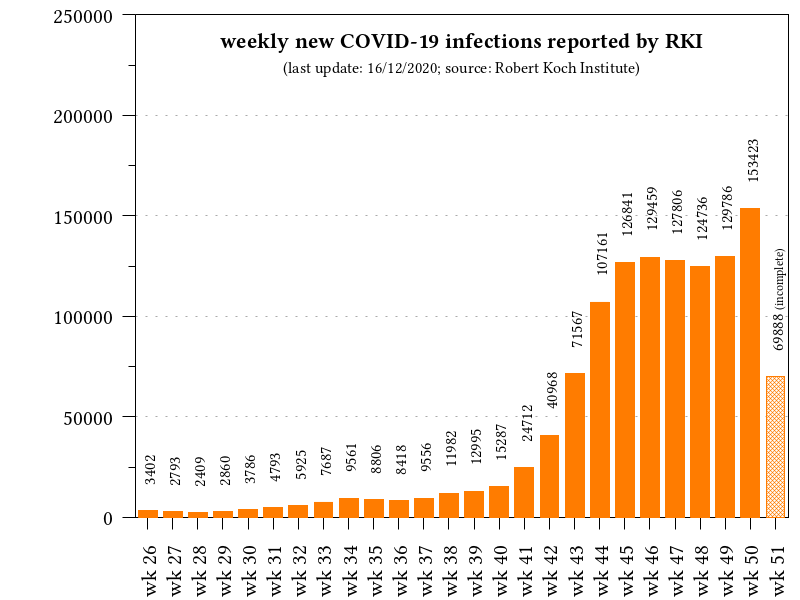 weekly new COVID-19 infections reported by RKI
(last update: 16/12/2020; source: Robert Koch Institute)
250000
200000
150000
100000
50000
0
3402
2793
2409
2860
3786
4793
5925
7687
9561
8806
8418
9556
11982
12995
15287
24712
40968
71567
107161
126841
129459
127806
124736
129786
153423
69888 (incomplete)
wk 26
wk 27
wk 28
wk 29
wk 30
wk 31
wk 32
wk 33
wk 34
wk 35
wk 36
wk 37
wk 38
wk 39
wk 40
wk 41
wk 42
wk 43
wk 44
wk 45
wk 46
wk 47
wk 48
wk 49
wk 50
wk 51